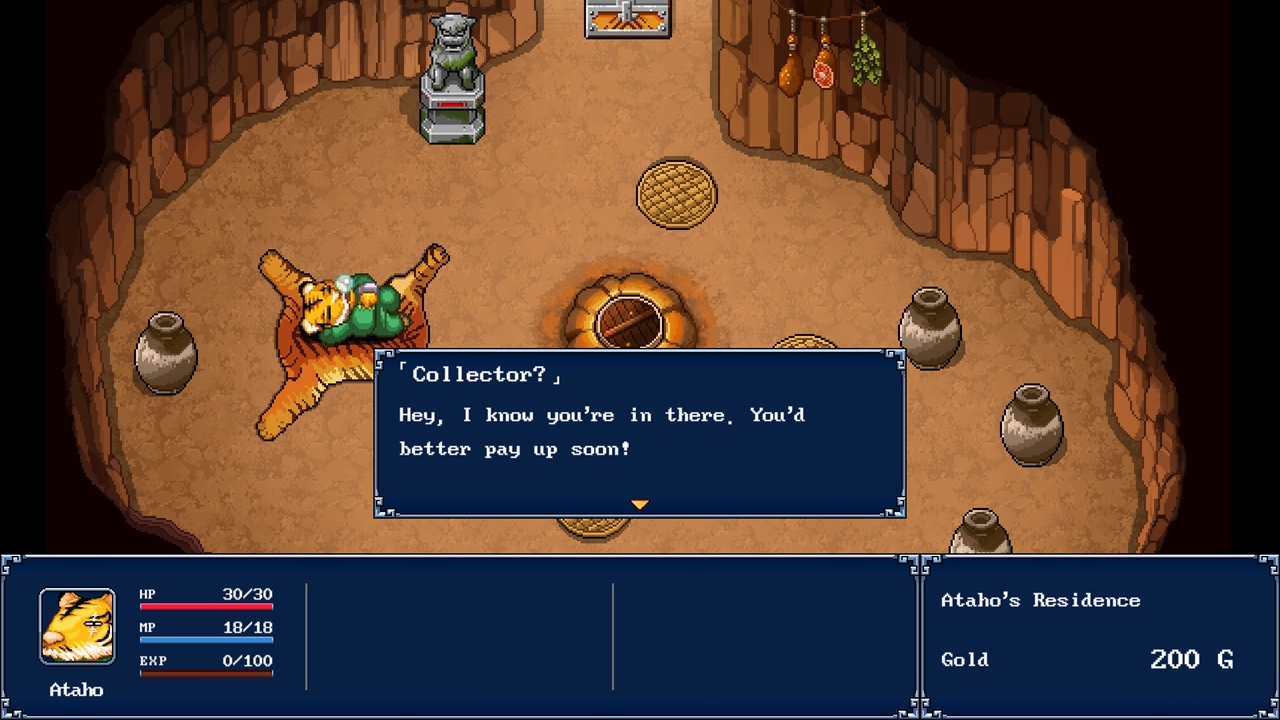 「Collector?」
Hey, I know you're in there. You'd
better pay up soon!
HP 30/30
MP 18/18
EXP 0/100
Ataho
Ataho's Residence
Gold 200 G